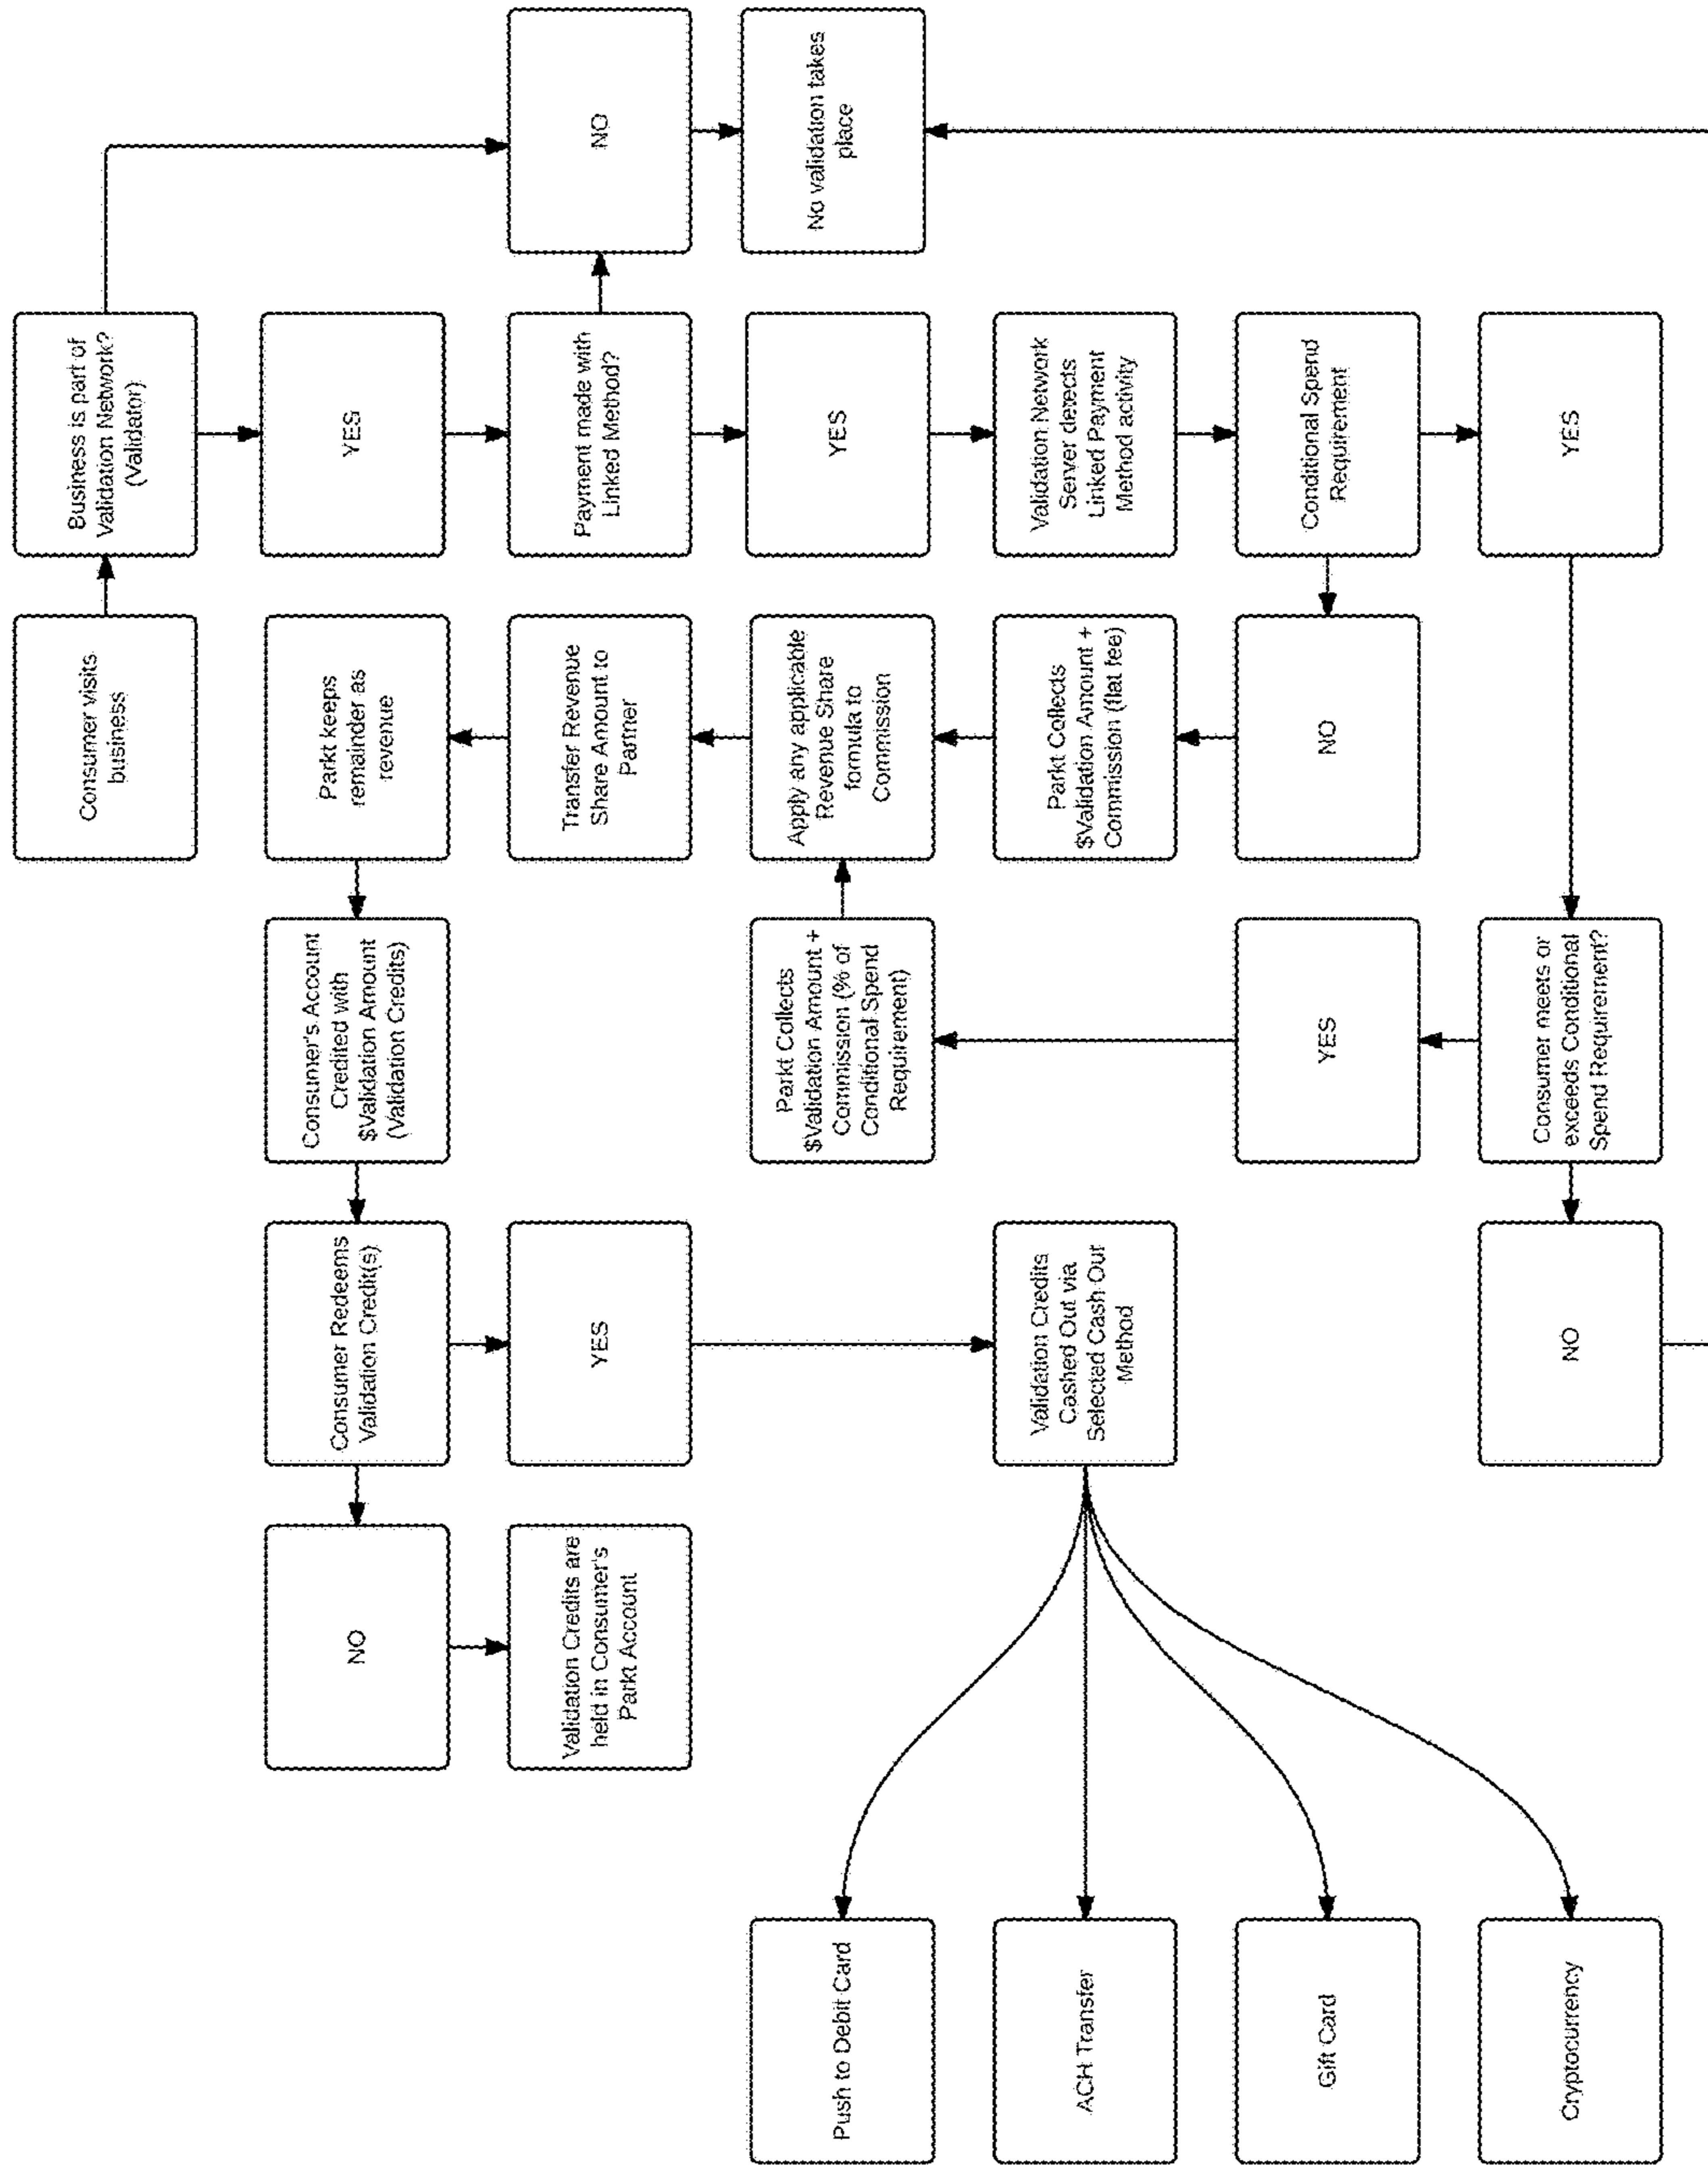 Consumer visits
business
Business is part of
Validation Network?
(Validator)
YES
Payment made with
Linked Method?
NO
No validation takes
place
YES
Validation Network
Server detects
Linked Payment
Method activity
Conditional Spend
Requirement
YES
NO
Parkt Collects
$Validation Amount +
Commission (flat fee)
Apply any applicable
Revenue Share
formula to
Commission
Transfer Revenue
Share Amount to
Partner
Parkt keeps
remainder as
revenue
Consumer meets or
exceeds Conditional
Spend Requirement?
YES
Parkt Collects
$Validation Amount +
Commission (% of
Conditional Spend
Requirement)
NO
Consumer's Account
Credited with
$Validation Amount
(Validation Credits)
Consumer Redeems
Validation Credit(s)
YES
Validation Credits
Cashed Out via
Selected Cash Out
Method
NO
Validation Credits are
held in Consumer's
Parkt Account
Push to Debit Card
ACH Transfer
Gift Card
Cryptocurrency